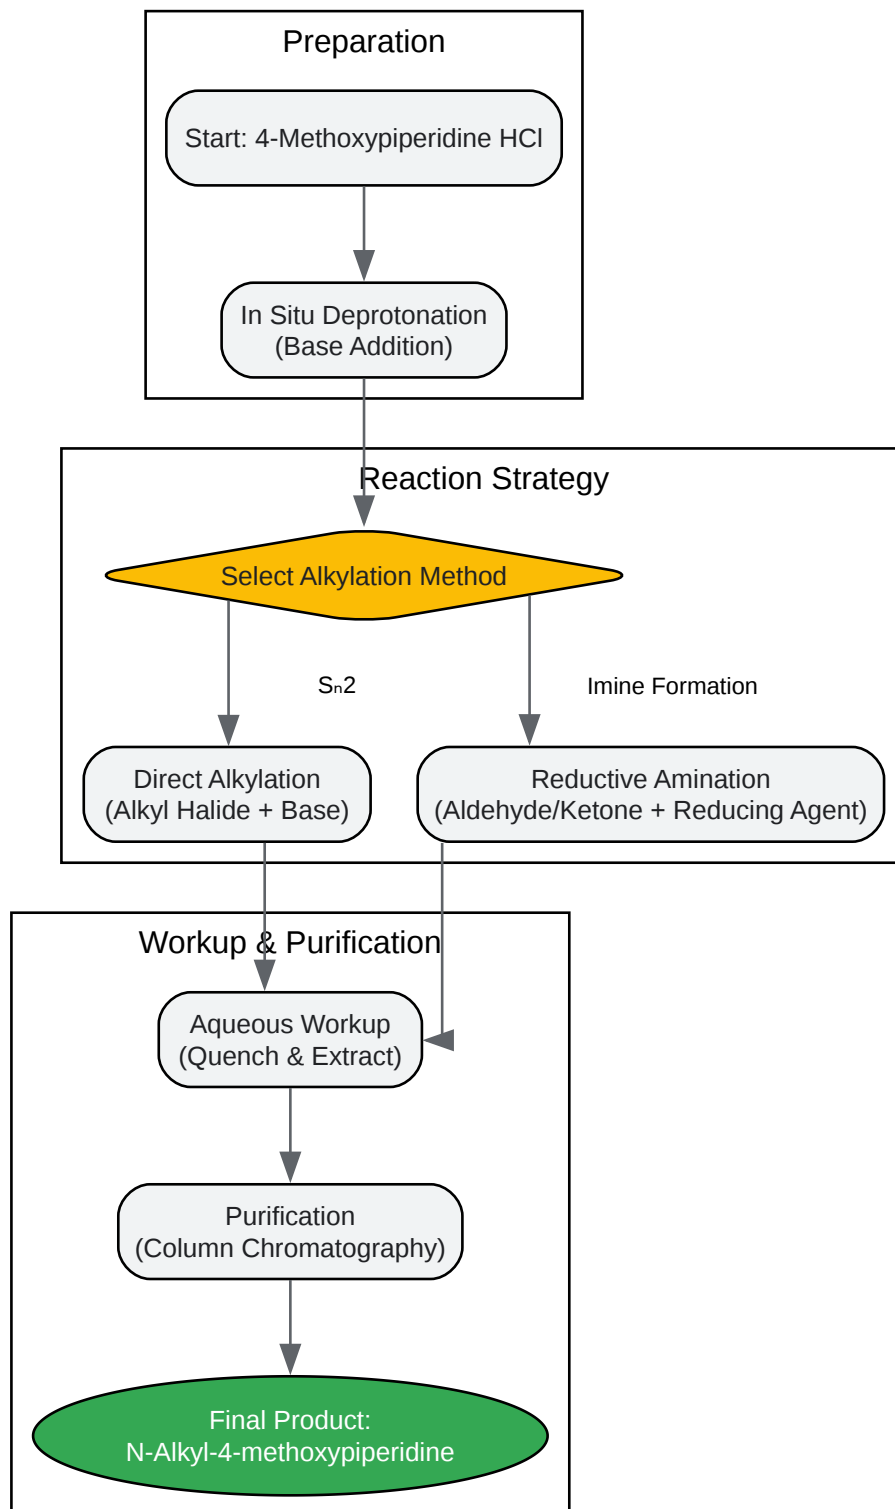 Preparation
Start: 4-Methoxypiperidine HCl
In Situ Deprotonation
(Base Addition)
Reaction Strategy
Select Alkylation Method
Sₙ2
Imine Formation
Direct Alkylation
(Alkyl Halide + Base)
Reductive Amination
(Aldehyde/Ketone + Reducing Agent)
Workup & Purification
Aqueous Workup
(Quench & Extract)
Purification
(Column Chromatography)
Final Product:
N-Alkyl-4-methoxypiperidine